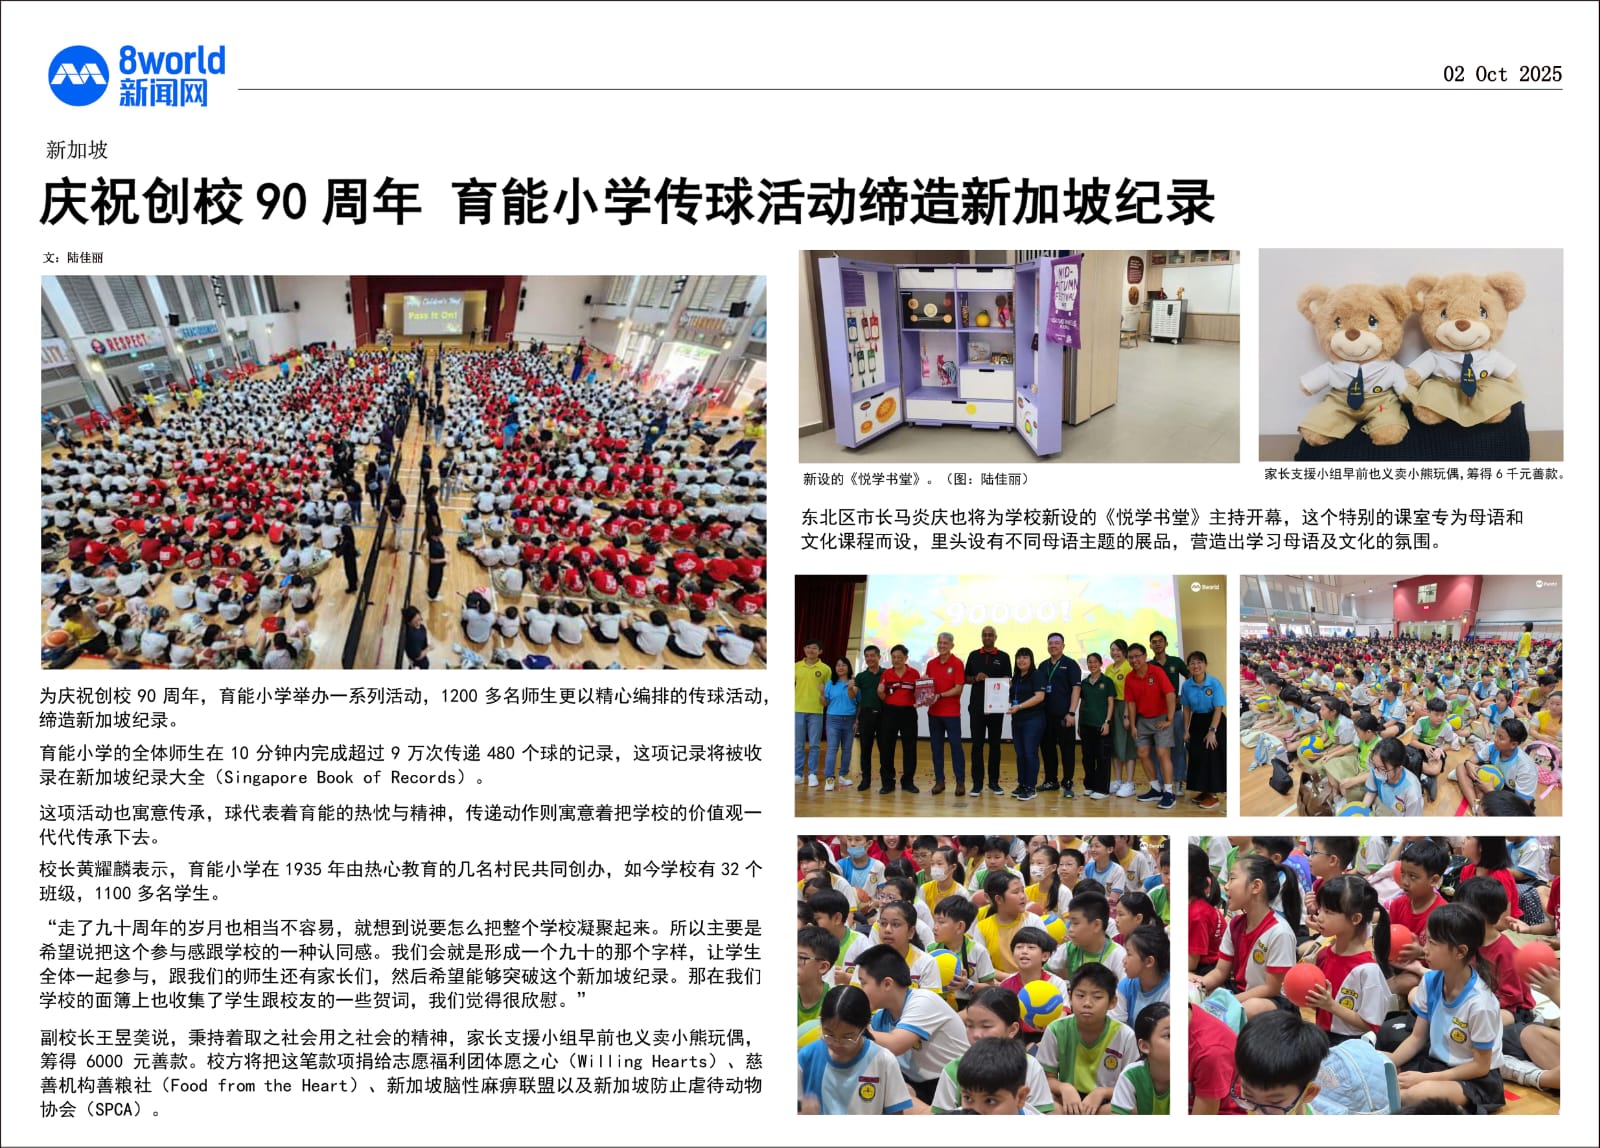 8world
新闻网
02 Oct 2025
新加坡
庆祝创校 90 周年 育能小学传球活动缔造新加坡纪录
文：陆佳丽
Pass It On!
RESPECT
GRACIOUSNESS
为庆祝创校 90 周年，育能小学举办一系列活动，1200 多名师生更以精心编排的传球活动，
缔造新加坡纪录。
育能小学的全体师生在 10 分钟内完成超过 9 万次传递 480 个球的记录，这项记录将被收
录在新加坡纪录大全（Singapore Book of Records）。
这项活动也寓意传承，球代表着育能的热忱与精神，传递动作则寓意着把学校的价值观一
代代传承下去。
校长黄耀麟表示，育能小学在 1935 年由热心教育的几名村民共同创办，如今学校有 32 个
班级，1100 多名学生。
“走了九十周年的岁月也相当不容易，就想到说要怎么把整个学校凝聚起来。所以主要是
希望说把这个参与感跟学校的一种认同感。我们会就是形成一个九十的那个字样，让学生
全体一起参与，跟我们的师生还有家长们，然后希望能够突破这个新加坡纪录。那在我们
学校的面簿上也收集了学生跟校友的一些贺词，我们觉得很欣慰。”
副校长王昱䶮说，秉持着取之社会用之社会的精神，家长支援小组早前也义卖小熊玩偶，
筹得 6000 元善款。校方将把这笔款项捐给志愿福利团体愿之心（Willing Hearts）、慈
善机构善粮社（Food from the Heart）、新加坡脑性麻痹联盟以及新加坡防止虐待动物
协会（SPCA）。
MID-
AUTUMN
FESTIVAL
新设的《悦学书堂》。（图：陆佳丽）
家长支援小组早前也义卖小熊玩偶，筹得 6 千元善款。
东北区市长马炎庆也将为学校新设的《悦学书堂》主持开幕，这个特别的课室专为母语和
文化课程而设，里头设有不同母语主题的展品，营造出学习母语及文化的氛围。
90000!
8world